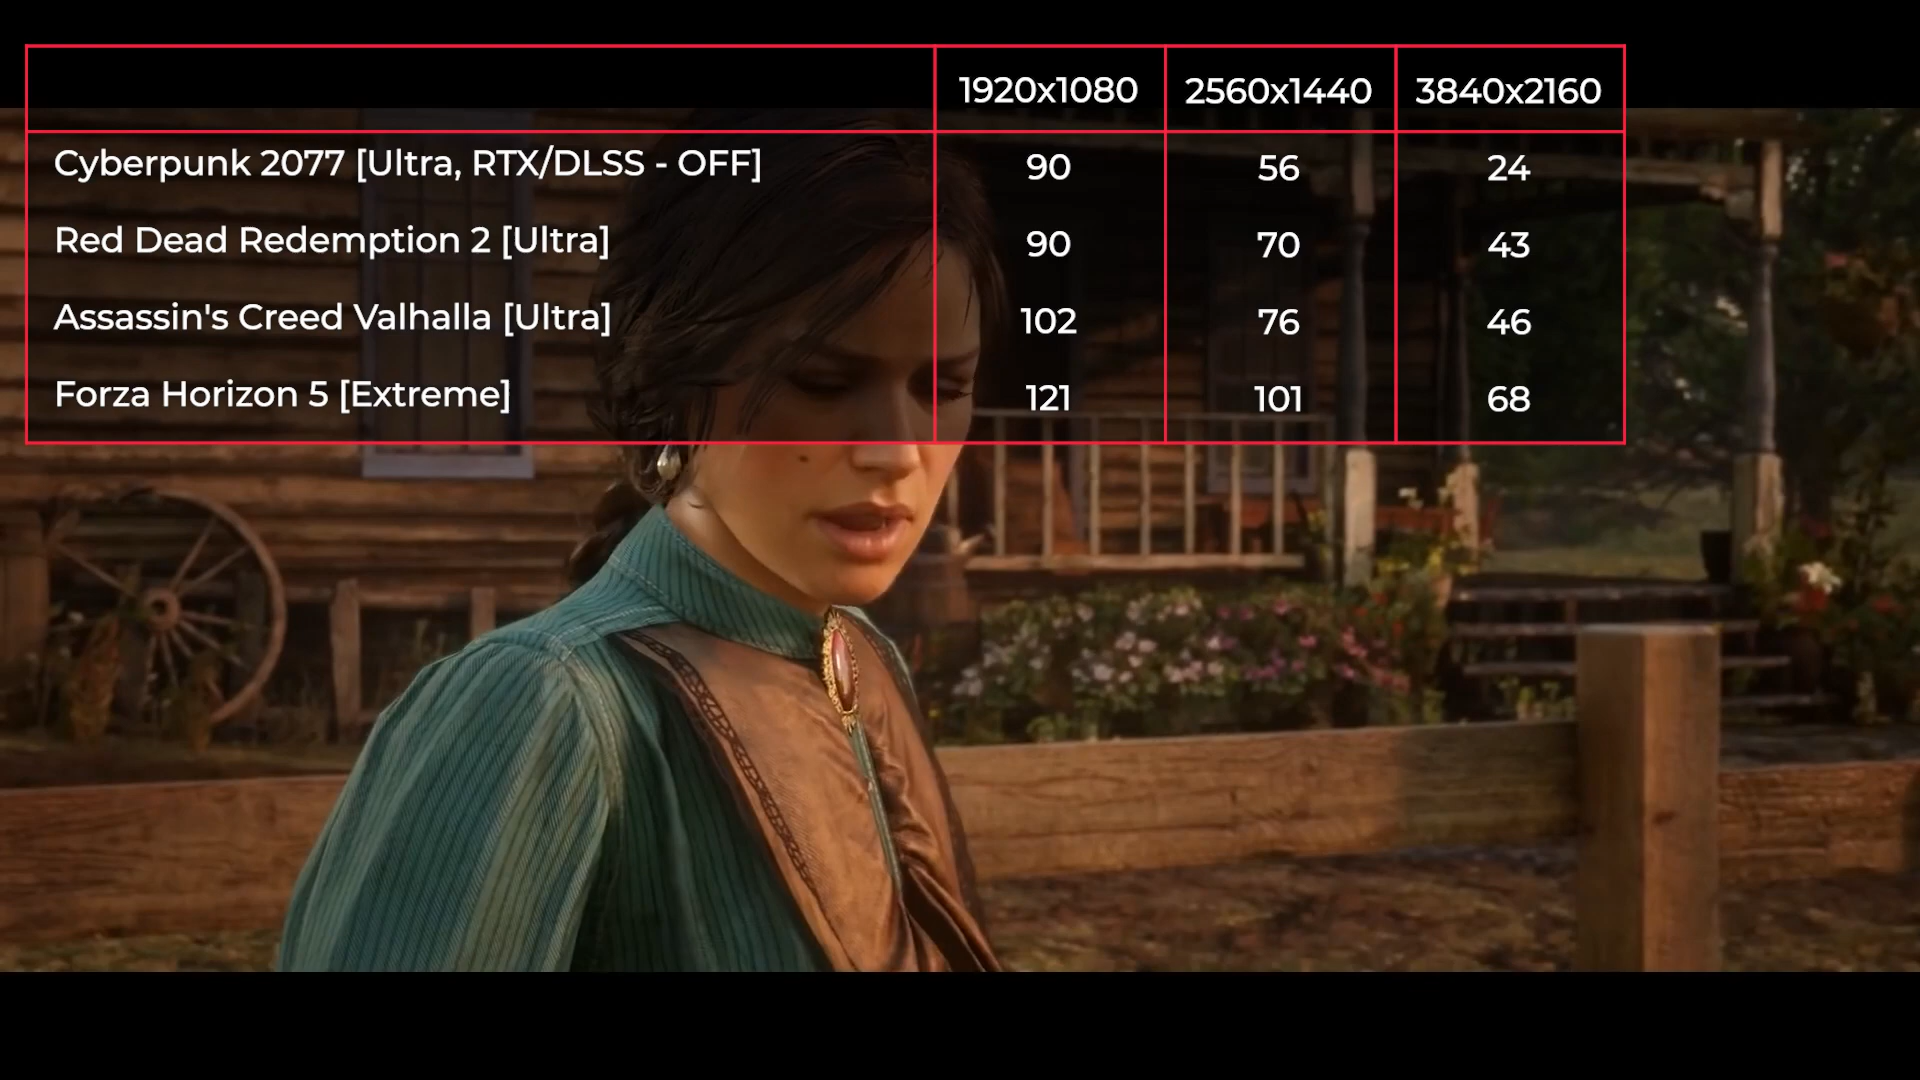 1920x1080 2560x1440 3840x2160
Cyberpunk 2077 [Ultra, RTX/DLSS - OFF] 90 56 24
Red Dead Redemption 2 [Ultra] 90 70 43
Assassin's Creed Valhalla [Ultra] 102 76 46
Forza Horizon 5 [Extreme] 121 101 68